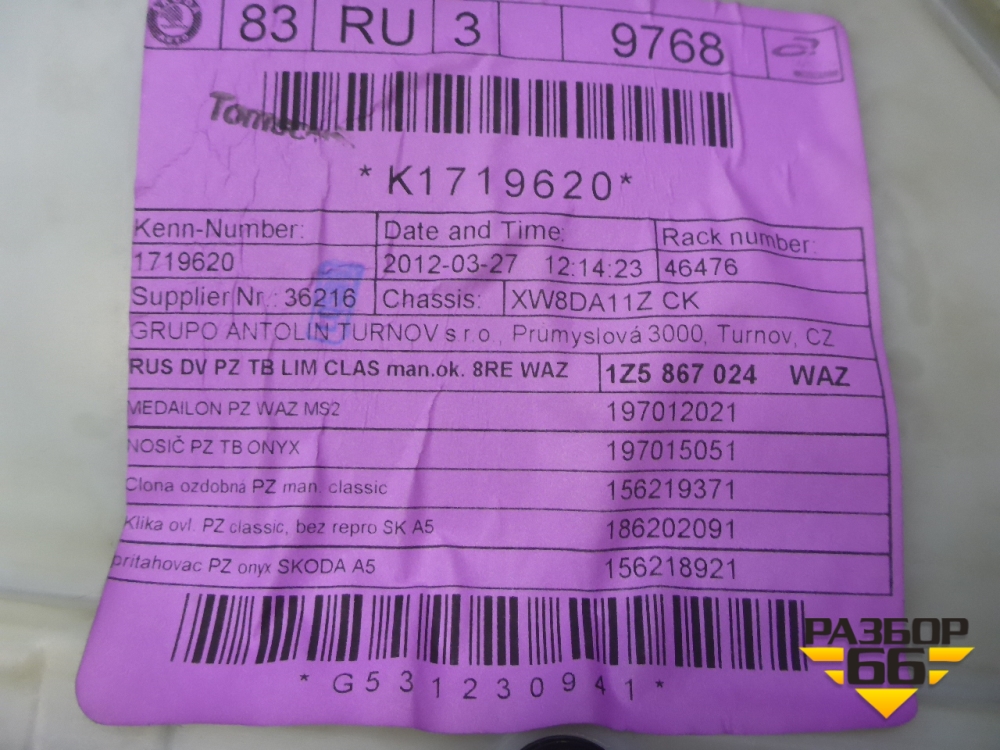 83 RU 3 9768
Tomscar
*K1719620*
Kenn-Number: Date and Time: Rack number:
1719620 2012-03-27 12:14:23 46476
Supplier Nr.: 36216 Chassis: XW8DA11Z CK
GRUPO ANTOLIN TURNOV s.r.o., Průmyslová 3000, Turnov, CZ
RUS DV PZ TB LIM CLAS man.ok. 8RE WAZ 1Z5 867 024 WAZ
MEDAILON PZ WAZ MS2 197012021
NOSIČ PZ TB ONYX 197015051
Clona ozdobná PZ man. classic 156219371
Klika ovl. PZ classic, bez repro SK A5 186202091
pritahovac PZ onyx SKODA A5 156218921
*G531230941*
РАЗБОР
66